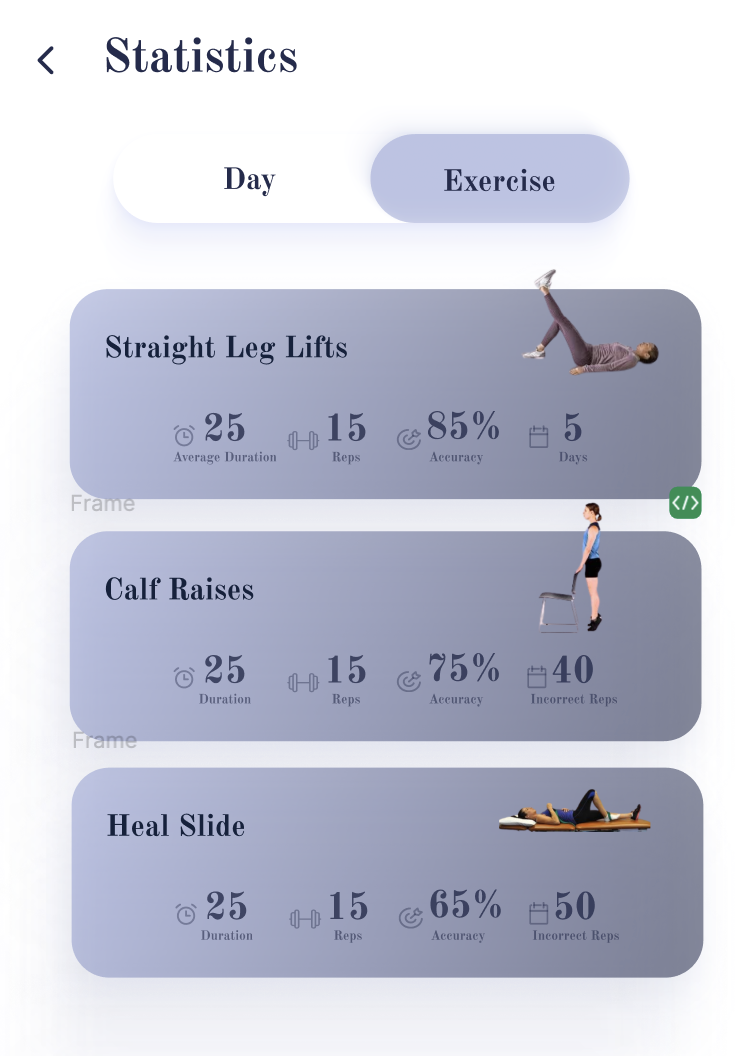 Statistics
Day Exercise
Straight Leg Lifts
25 15 85% 5
Average Duration Reps Accuracy Days
Frame </>
Calf Raises
25 15 75% 40
Duration Reps Accuracy Incorrect Reps
Frame
Heal Slide
25 15 65% 50
Duration Reps Accuracy Incorrect Reps